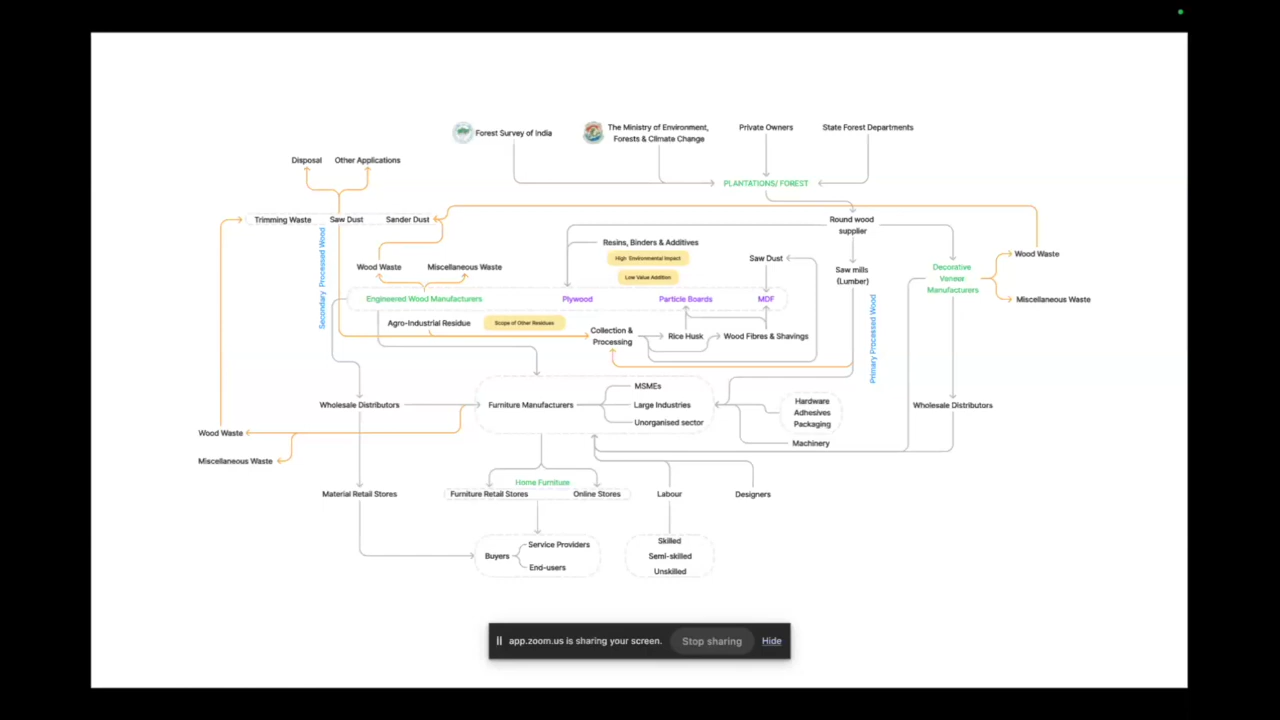 Forest Survey of India
The Ministry of Environment,
Forests & Climate Change
Private Owners
State Forest Departments
Disposal
Other Applications
PLANTATIONS/ FOREST
Trimming Waste
Saw Dust
Sander Dust
Round wood
supplier
Secondary Processed Wood
Resins, Binders & Additives
High Environmental Impact
Low Value Addition
Saw Dust
Saw mills
(Lumber)
Decorative
Vaneer
Manufacturers
Wood Waste
Miscellaneous Waste
Wood Waste
Miscellaneous Waste
Engineered Wood Manufacturers
Plywood
Particle Boards
MDF
Primary Processed Wood
Agro-Industrial Residue
Scope of Other Residues
Collection &
Processing
Rice Husk
Wood Fibres & Shavings
Wholesale Distributors
Furniture Manufacturers
MSMEs
Large Industries
Unorganised sector
Hardware
Adhesives
Packaging
Machinery
Wholesale Distributors
Wood Waste
Miscellaneous Waste
Material Retail Stores
Home Furniture
Furniture Retail Stores
Online Stores
Labour
Designers
Buyers
Service Providers
End-users
Skilled
Semi-skilled
Unskilled
app.zoom.us is sharing your screen.
Stop sharing
Hide